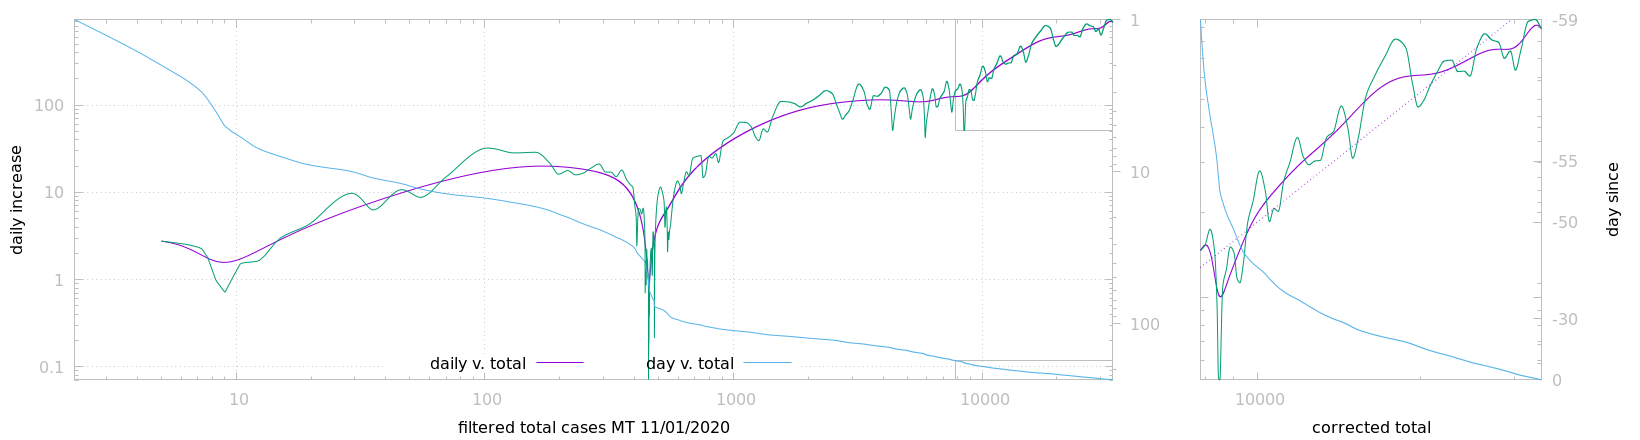 daily increase
100
10
1
0.1
10
100
1000
10000
1
10
100
daily v. total
day v. total
filtered total cases MT 11/01/2020
-59
-55
-50
-30
0
day since
10000
corrected total